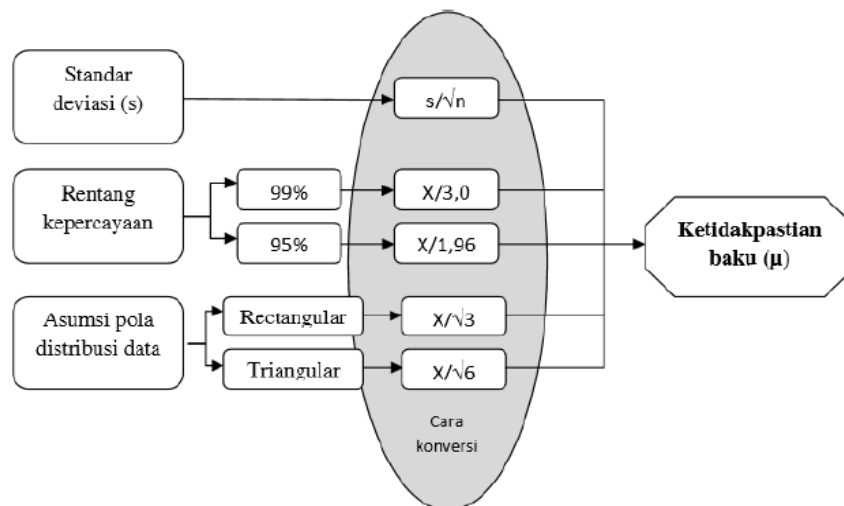 Standar
deviasi (s)
s/√n
Rentang
kepercayaan
99%
X/3,0
95%
X/1,96
Ketidakpastian
baku (μ)
Asumsi pola
distribusi data
Rectangular
X/√3
Triangular
X/√6
Cara
konversi